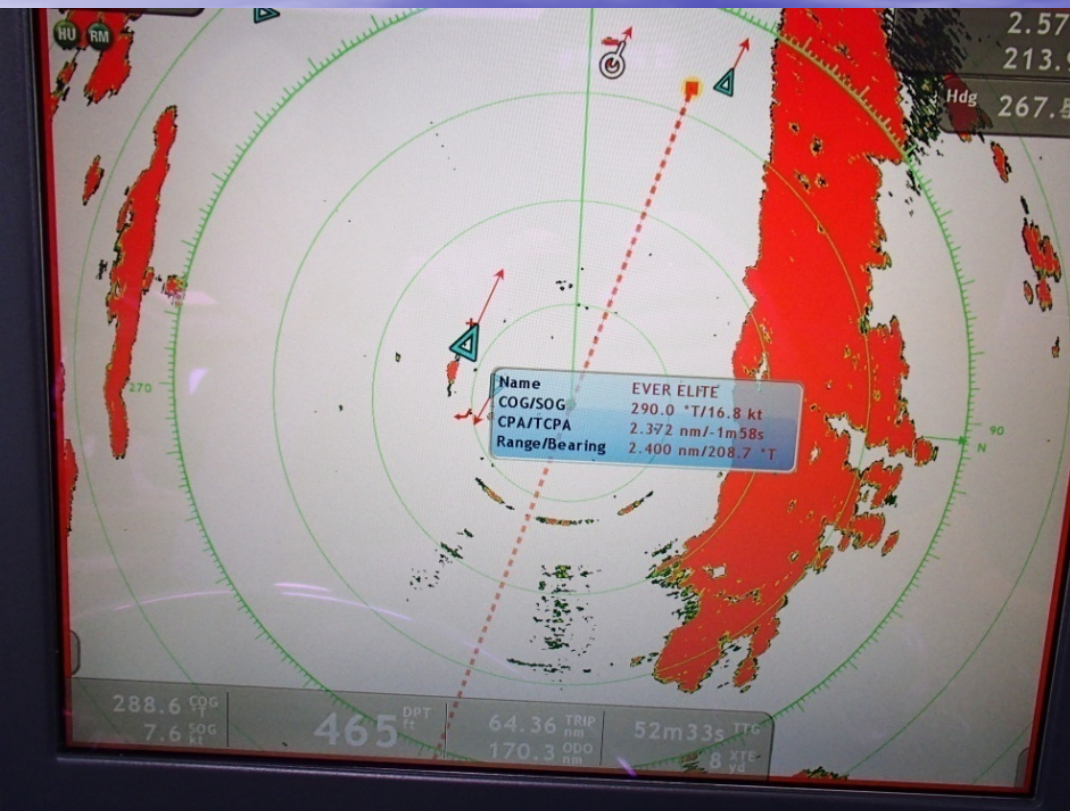 HU RM
2.57
213.
Hdg 267.
270
90
N
Name EVER ELITE
COG/SOG 290.0 °T/16.8 kt
CPA/TCPA 2.372 nm/-1m58s
Range/Bearing 2.400 nm/208.7 °T
288.6 COG °T
7.6 SOG kt
465 DPT ft
64.36 TRIP nm
170.3 ODO nm
52m33s TTG
8 XTE yd